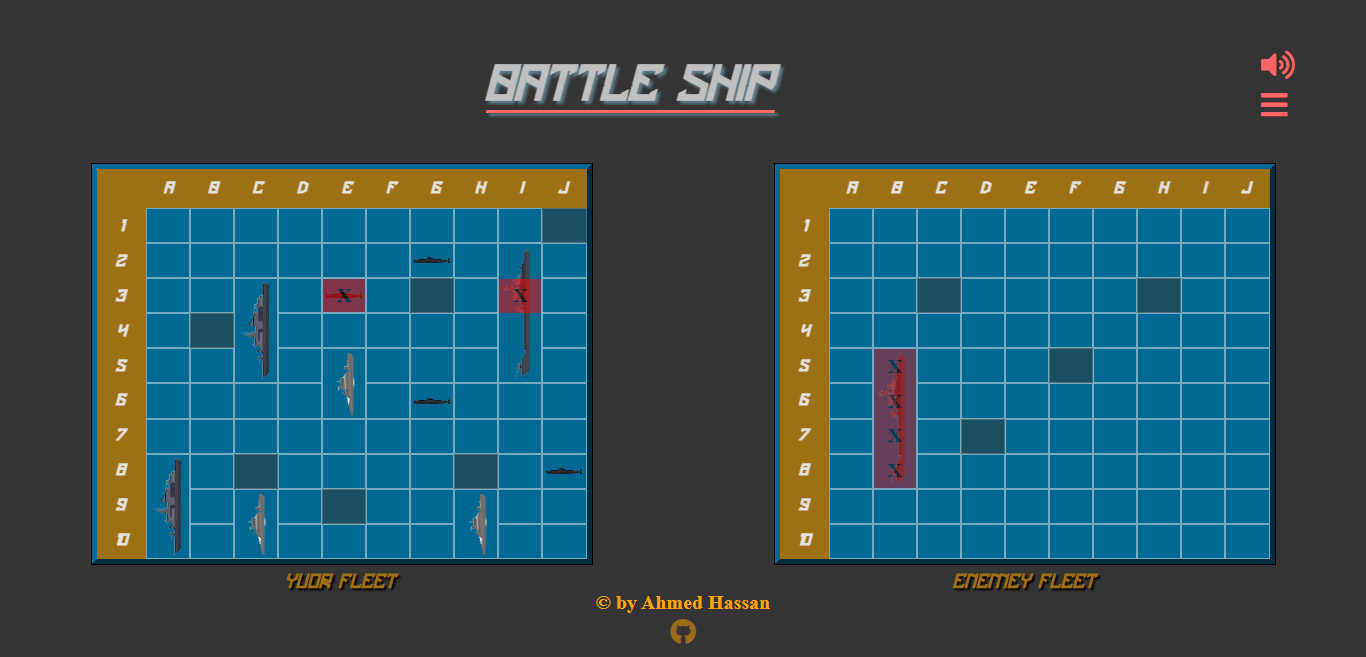 BATTLE SHIP
A B C D E F G H I J
1
2
3 X X
4
5
6
7
8
9
10
YUOR FLEET
A B C D E F G H I J
1
2
3
4
5 X
6 X
7 X
8 X
9
10
ENEMEY FLEET
© by Ahmed Hassan